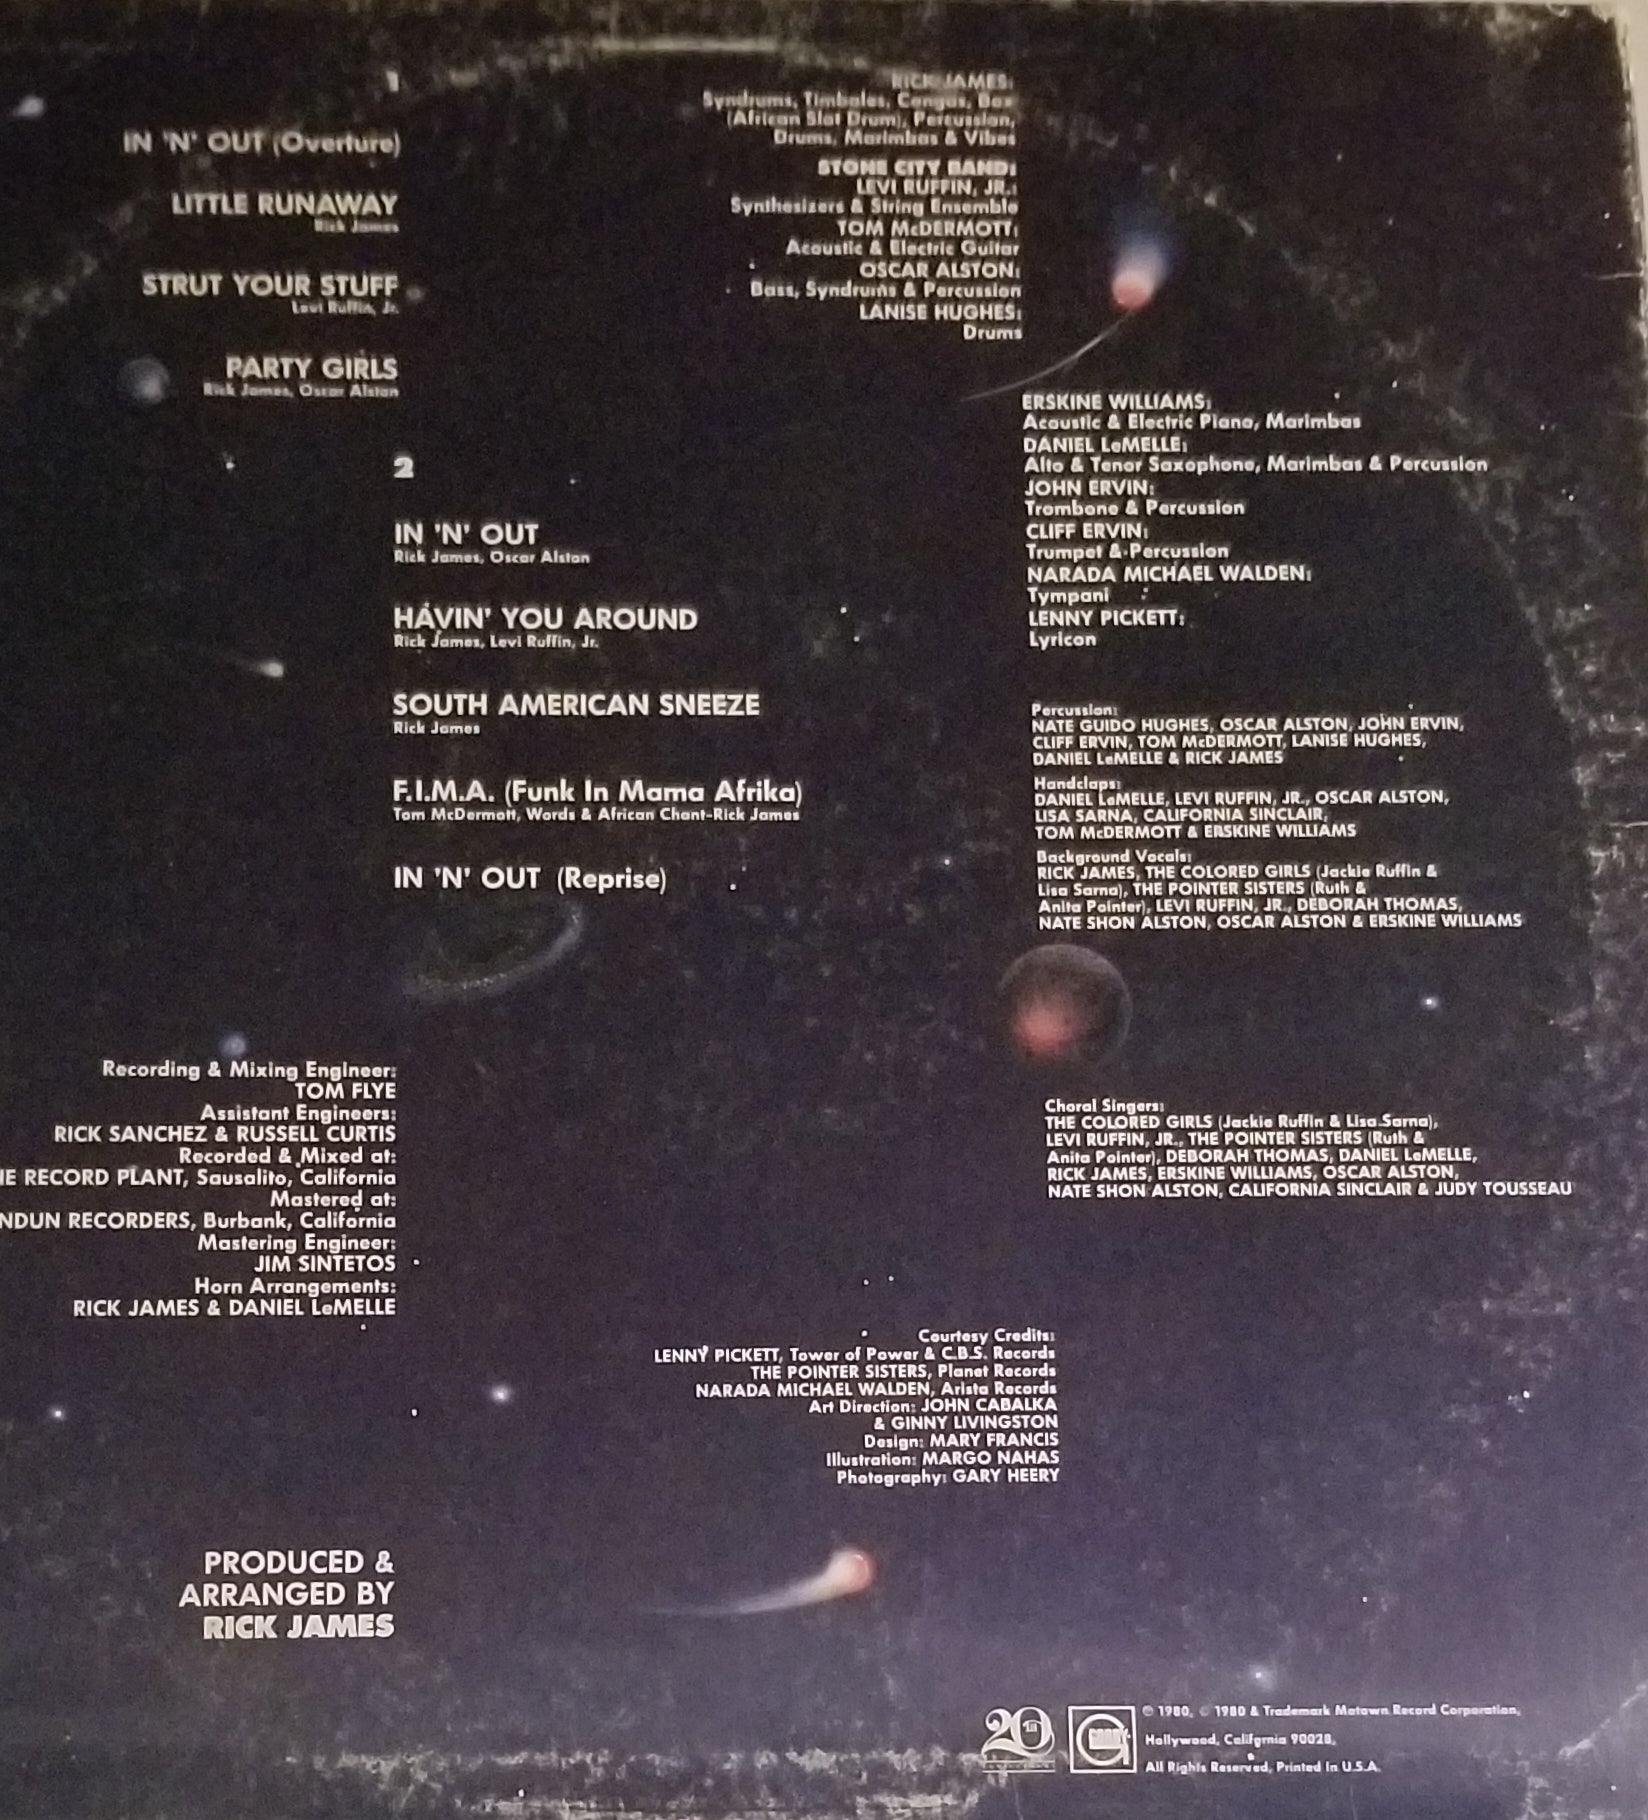 1
IN 'N' OUT (Overture)
LITTLE RUNAWAY
Rick James
STRUT YOUR STUFF
Levi Ruffin, Jr.
PARTY GIRLS
Rick James, Oscar Alston
2
IN 'N' OUT
Rick James, Oscar Alston
HAVIN' YOU AROUND
Rick James, Levi Ruffin, Jr.
SOUTH AMERICAN SNEEZE
Rick James
F.I.M.A. (Funk In Mama Afrika)
Tom McDermott, Words & African Chant-Rick James
IN 'N' OUT (Reprise)
RICK JAMES:
Syndrums, Timbales, Congas, Box
(African Slat Drum), Percussion,
Drums, Marimbas & Vibes
STONE CITY BAND:
LEVI RUFFIN, JR.:
Synthesizers & String Ensemble
TOM McDERMOTT:
Acoustic & Electric Guitar
OSCAR ALSTON:
Bass, Syndrums & Percussion
LANISE HUGHES:
Drums
ERSKINE WILLIAMS:
Acoustic & Electric Piano, Marimbas
DANIEL LeMELLE:
Alto & Tenor Saxophone, Marimbas & Percussion
JOHN ERVIN:
Trombone & Percussion
CLIFF ERVIN:
Trumpet & Percussion
NARADA MICHAEL WALDEN:
Tympani
LENNY PICKETT:
Lyricon
Percussion:
NATE GUIDO HUGHES, OSCAR ALSTON, JOHN ERVIN,
CLIFF ERVIN, TOM McDERMOTT, LANISE HUGHES,
DANIEL LeMELLE & RICK JAMES
Handclaps:
DANIEL LeMELLE, LEVI RUFFIN, JR., OSCAR ALSTON,
LISA SARNA, CALIFORNIA SINCLAIR,
TOM McDERMOTT & ERSKINE WILLIAMS
Background Vocals:
RICK JAMES, THE COLORED GIRLS (Jackie Ruffin &
Lisa Sarna), THE POINTER SISTERS (Ruth &
Anita Pointer), LEVI RUFFIN, JR., DEBORAH THOMAS,
NATE SHON ALSTON, OSCAR ALSTON & ERSKINE WILLIAMS
Recording & Mixing Engineer:
TOM FLYE
Assistant Engineers:
RICK SANCHEZ & RUSSELL CURTIS
Recorded & Mixed at:
HE RECORD PLANT, Sausalito, California
Mastered at:
NDUN RECORDERS, Burbank, California
Mastering Engineer:
JIM SINTETOS
Horn Arrangements:
RICK JAMES & DANIEL LeMELLE
Choral Singers:
THE COLORED GIRLS (Jackie Ruffin & Lisa Sarna),
LEVI RUFFIN, JR., THE POINTER SISTERS (Ruth &
Anita Pointer), DEBORAH THOMAS, DANIEL LeMELLE,
RICK JAMES, ERSKINE WILLIAMS, OSCAR ALSTON,
NATE SHON ALSTON, CALIFORNIA SINCLAIR & JUDY TOUSSEAU
Courtesy Credits:
LENNY PICKETT, Tower of Power & C.B.S. Records
THE POINTER SISTERS, Planet Records
NARADA MICHAEL WALDEN, Arista Records
Art Direction: JOHN CABALKA
& GINNY LIVINGSTON
Design: MARY FRANCIS
Illustration: MARGO NAHAS
Photography: GARY HEERY
PRODUCED &
ARRANGED BY
RICK JAMES
20th
GORDY
℗ 1980, © 1980 & Trademark Motown Record Corporation,
Hollywood, California 90028,
All Rights Reserved, Printed In U.S.A.